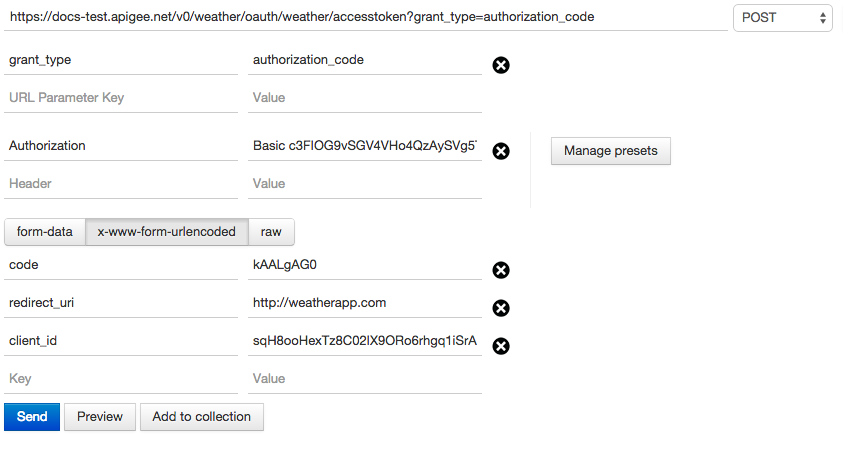 https://docs-test.apigee.net/v0/weather/oauth/weather/accesstoken?grant_type=authorization_code POST
grant_type authorization_code
URL Parameter Key Value
Authorization Basic c3FIOG9vSGV4VHo4QzAySVg5
Manage presets
Header Value
form-data x-www-form-urlencoded raw
code kAALgAG0
redirect_uri http://weatherapp.com
client_id sqH8ooHexTz8C02IX9ORo6rhgq1iSrA
Key Value
Send Preview Add to collection